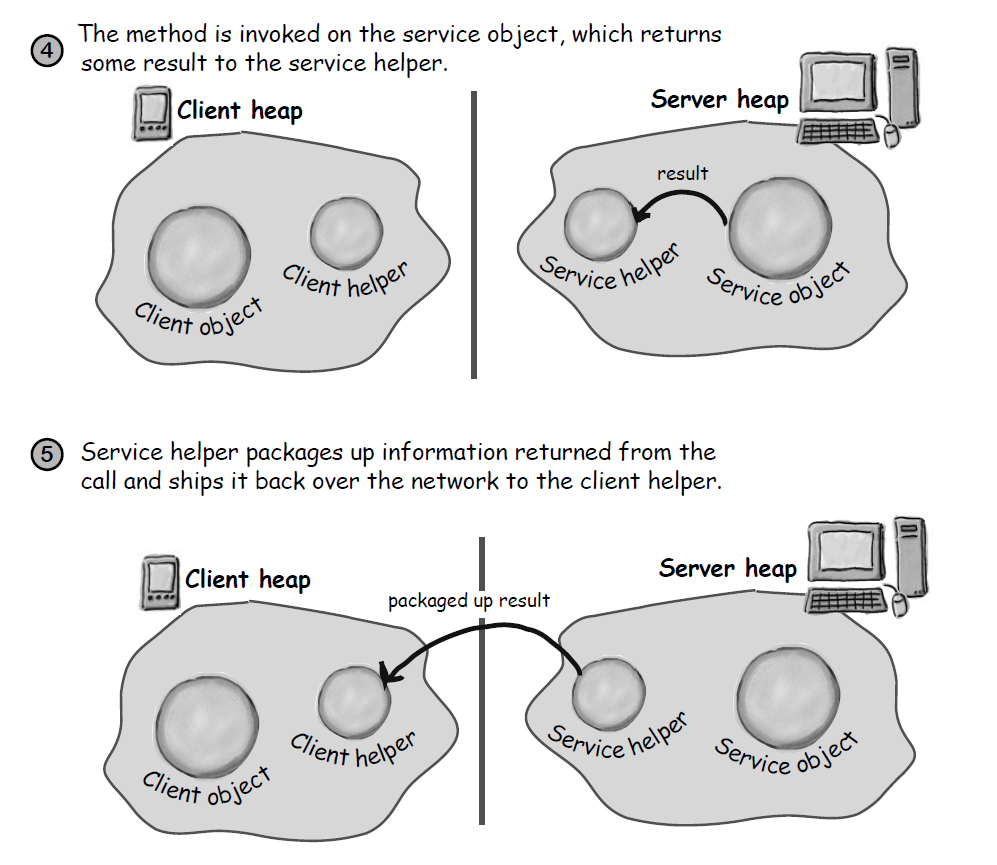 4
The method is invoked on the service object, which returns
some result to the service helper.
Client heap
Server heap
result
Client object
Client helper
Service helper
Service object
5
Service helper packages up information returned from the
call and ships it back over the network to the client helper.
Client heap
Server heap
packaged up result
Client object
Client helper
Service helper
Service object